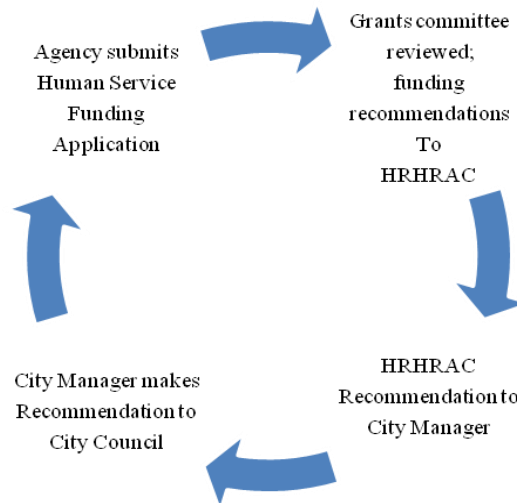 Agency submits
Human Service
Funding
Application
Grants committee
reviewed;
funding
recommendations
To
HRHRAC
HRHRAC
Recommendation to
City Manager
City Manager makes
Recommendation to
City Council